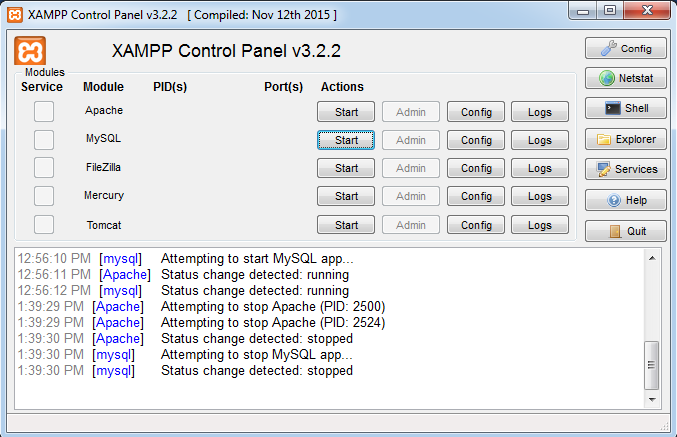 XAMPP Control Panel v3.2.2 [ Compiled: Nov 12th 2015 ]
XAMPP Control Panel v3.2.2
Config
Modules
Service Module PID(s) Port(s) Actions
Netstat
Apache Start Admin Config Logs
Shell
MySQL Start Admin Config Logs
Explorer
FileZilla Start Admin Config Logs
Services
Mercury Start Admin Config Logs
Help
Tomcat Start Admin Config Logs
Quit
12:56:10 PM [mysql] Attempting to start MySQL app...
12:56:11 PM [Apache] Status change detected: running
12:56:12 PM [mysql] Status change detected: running
1:39:29 PM [Apache] Attempting to stop Apache (PID: 2500)
1:39:29 PM [Apache] Attempting to stop Apache (PID: 2524)
1:39:30 PM [Apache] Status change detected: stopped
1:39:30 PM [mysql] Attempting to stop MySQL app...
1:39:30 PM [mysql] Status change detected: stopped